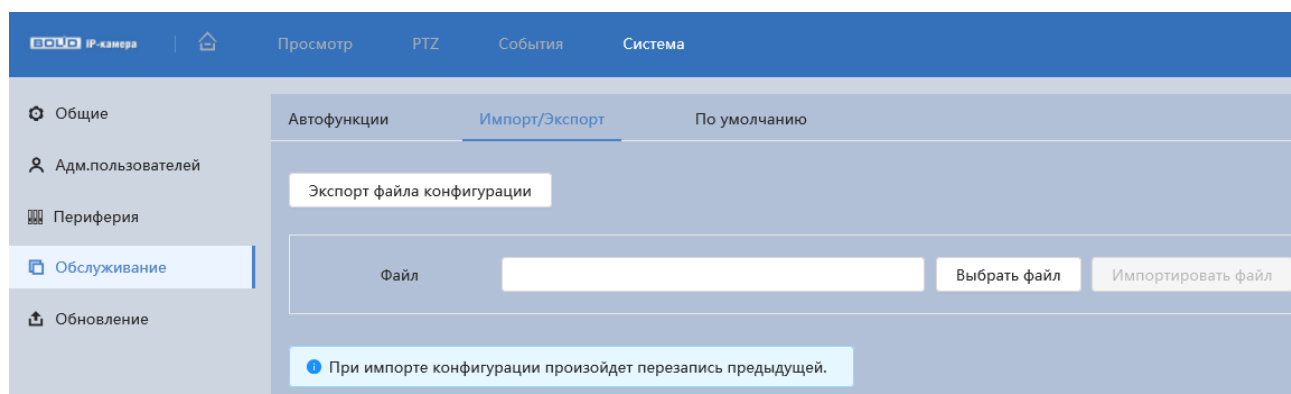 BOLID IP-камера Просмотр PTZ События Система
Общие
Автофункции Импорт/Экспорт По умолчанию
Адм.пользователей
Экспорт файла конфигурации
Периферия
Обслуживание
Файл Выбрать файл Импортировать файл
Обновление
При импорте конфигурации произойдет перезапись предыдущей.